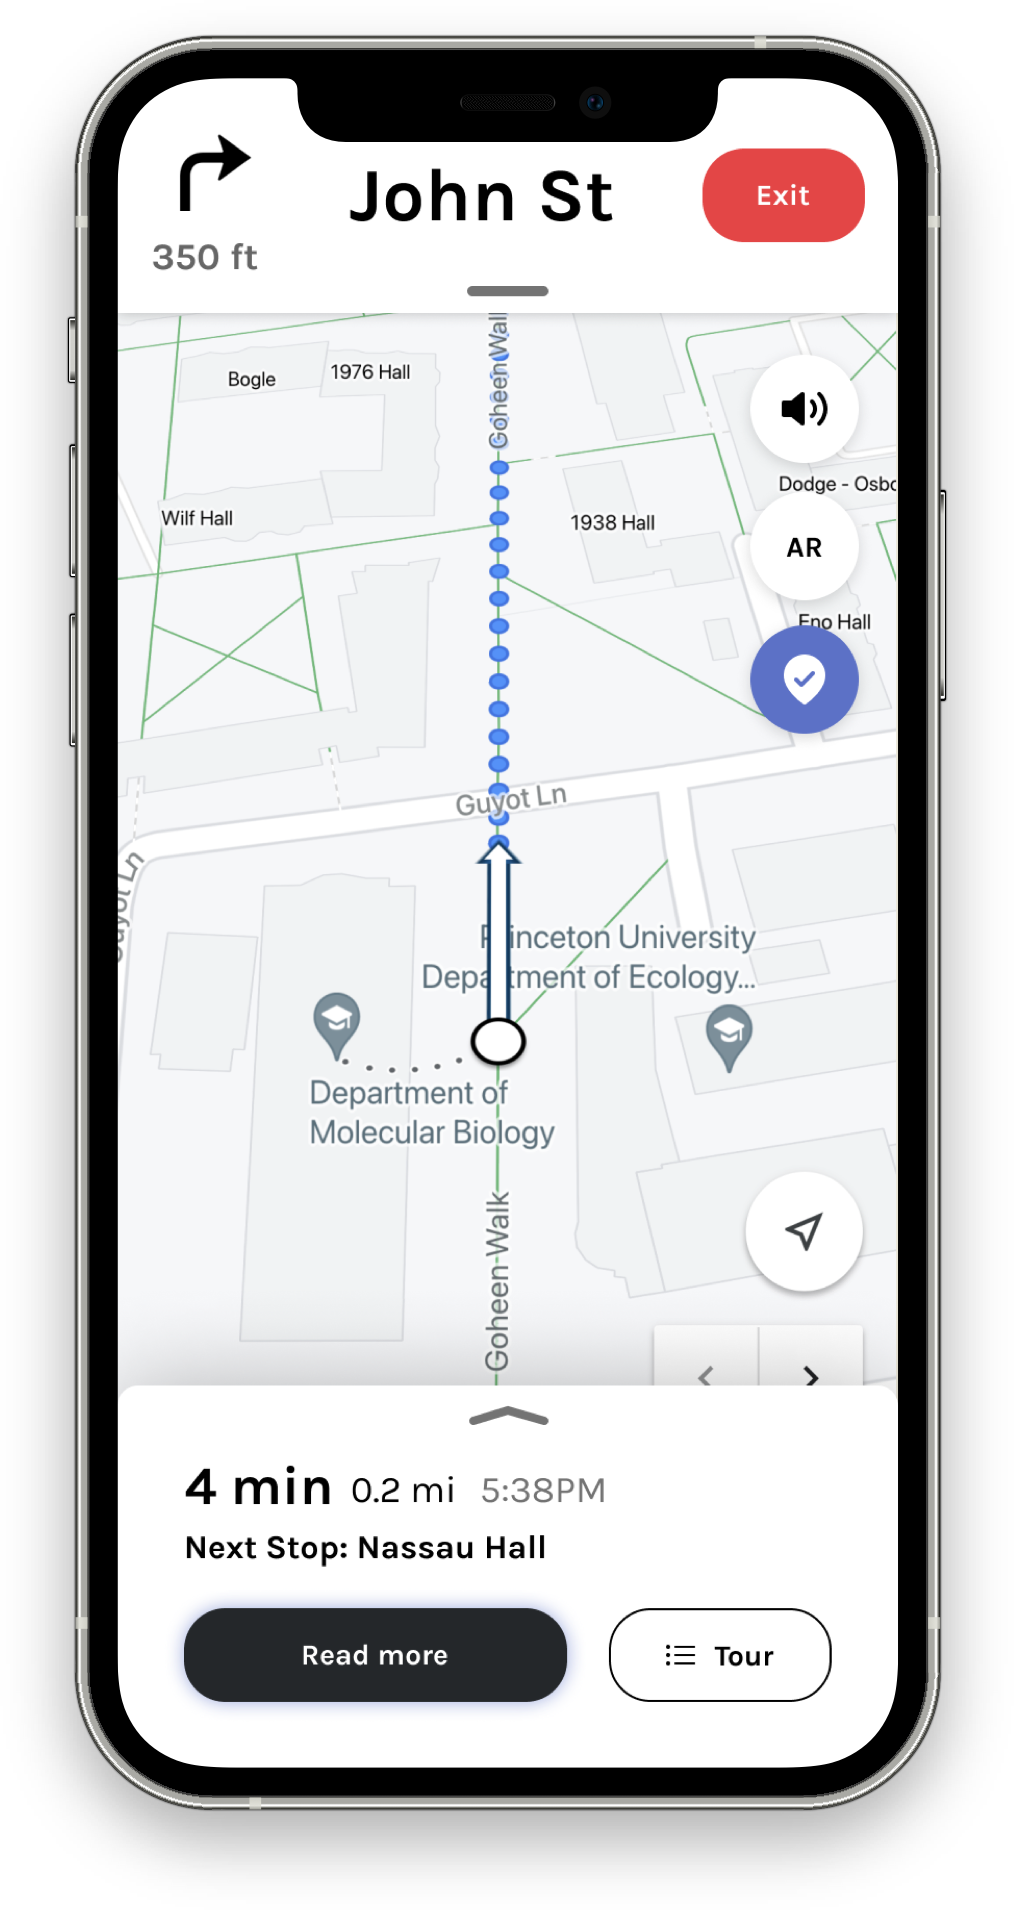 John St
Exit
350 ft
Goheen Wal
Bogle
1976 Hall
Dodge - Osbo
Wilf Hall
1938 Hall
AR
Eno Hall
Guyot Ln
Guyot Ln
Princeton University
Department of Ecology...
Department of
Molecular Biology
Goheen Walk
4 min 0.2 mi 5:38PM
Next Stop: Nassau Hall
Read more
Tour